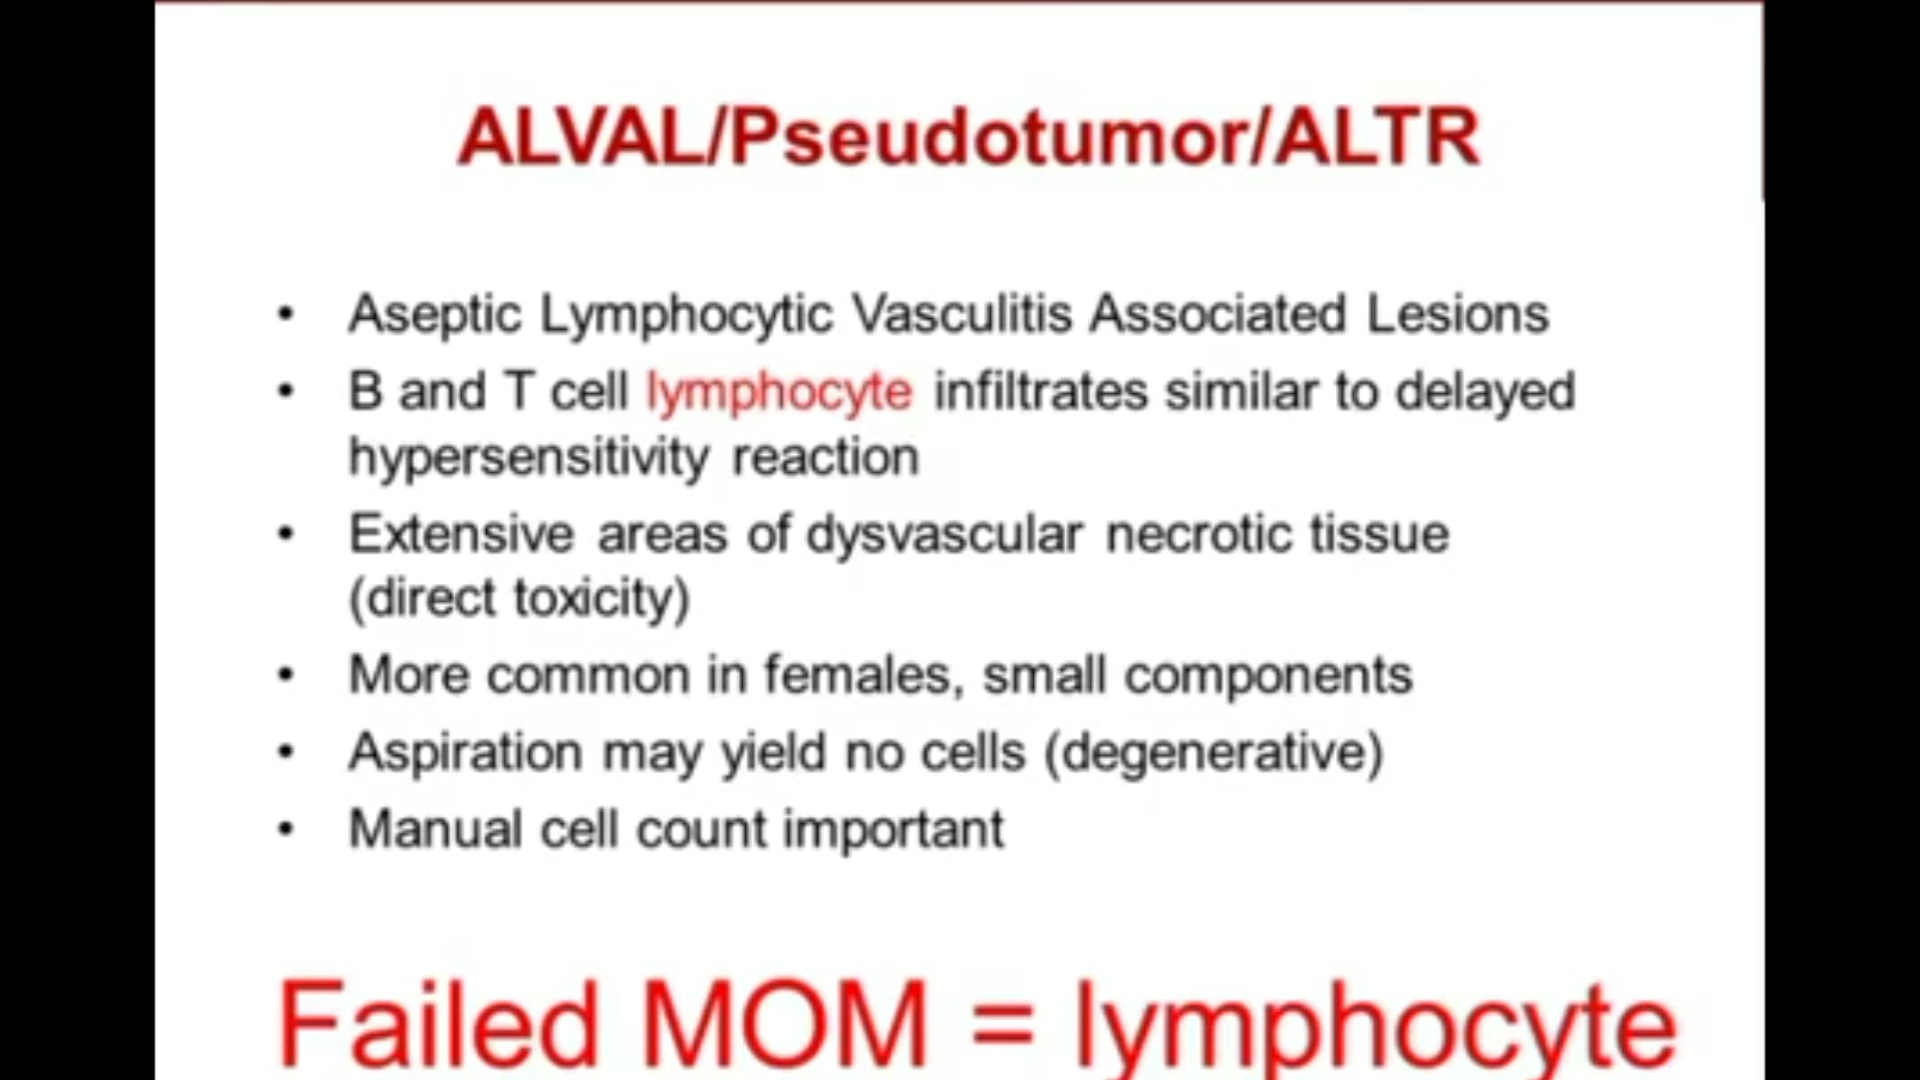 ALVAL/Pseudotumor/ALTR
• Aseptic Lymphocytic Vasculitis Associated Lesions
• B and T cell lymphocyte infiltrates similar to delayed
hypersensitivity reaction
• Extensive areas of dysvascular necrotic tissue
(direct toxicity)
• More common in females, small components
• Aspiration may yield no cells (degenerative)
• Manual cell count important
Failed MOM = lymphocyte